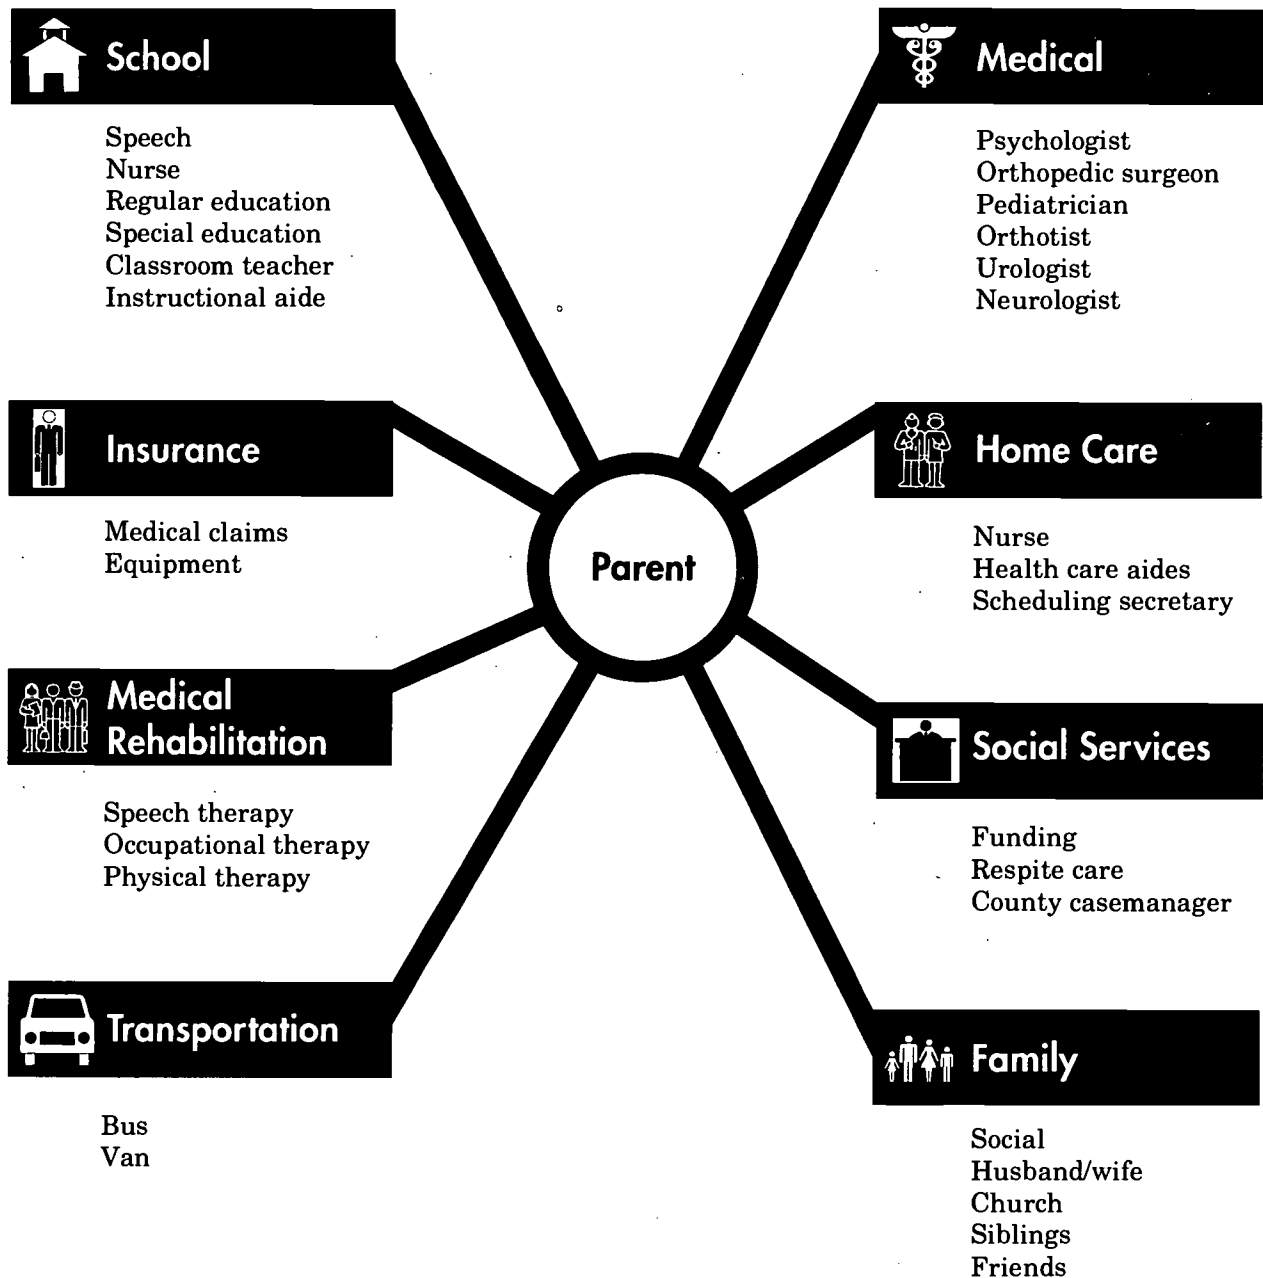 School
Speech
Nurse
Regular education
Special education
Classroom teacher
Instructional aide
Insurance
Medical claims
Equipment
Medical
Rehabilitation
Speech therapy
Occupational therapy
Physical therapy
Transportation
Bus
Van
Parent
Medical
Psychologist
Orthopedic surgeon
Pediatrician
Orthotist
Urologist
Neurologist
Home Care
Nurse
Health care aides
Scheduling secretary
Social Services
Funding
Respite care
County casemanager
Family
Social
Husband/wife
Church
Siblings
Friends